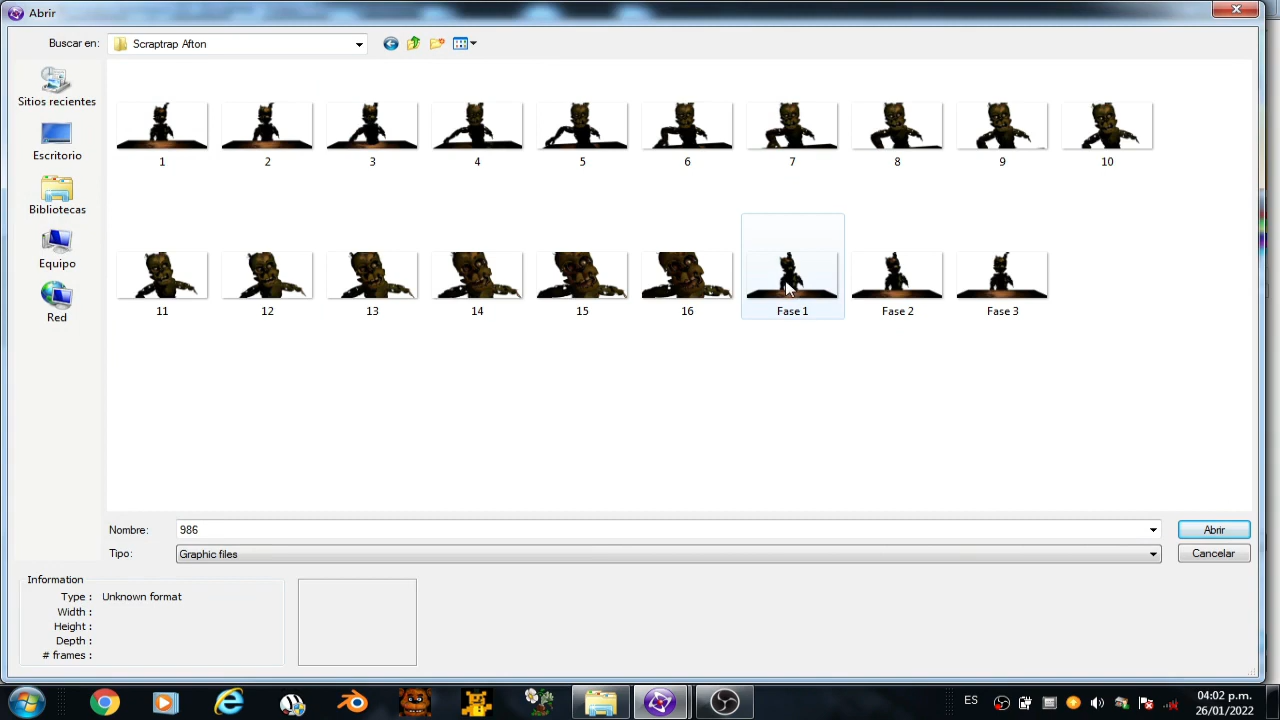 Abrir
Buscar en: Scraptrap Afton
Sitios recientes
Escritorio
Bibliotecas
Equipo
Red
1 2 3 4 5 6 7 8 9 10
11 12 13 14 15 16 Fase 1 Fase 2 Fase 3
Nombre: 986 Abrir
Tipo: Graphic files Cancelar
Information
Type : Unknown format
Width :
Height :
Depth :
# frames :
ES 04:02 p.m.
26/01/2022